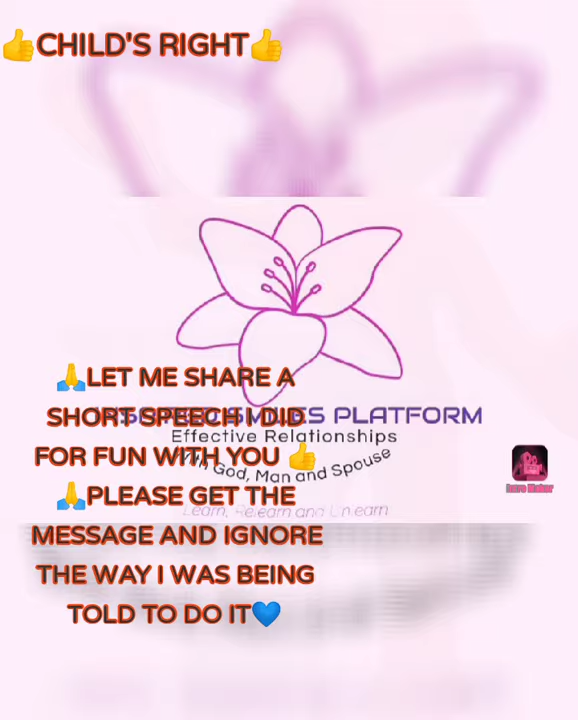 👍CHILD'S RIGHT👍
🙏LET ME SHARE A
SHORT SPEECH I DID
PLATFORM
Effective Relationships
FOR FUN WITH YOU 👍
God, Man and Spouse
🙏PLEASE GET THE
Learn, Relearn and Unlearn
MESSAGE AND IGNORE
THE WAY I WAS BEING
TOLD TO DO IT💙